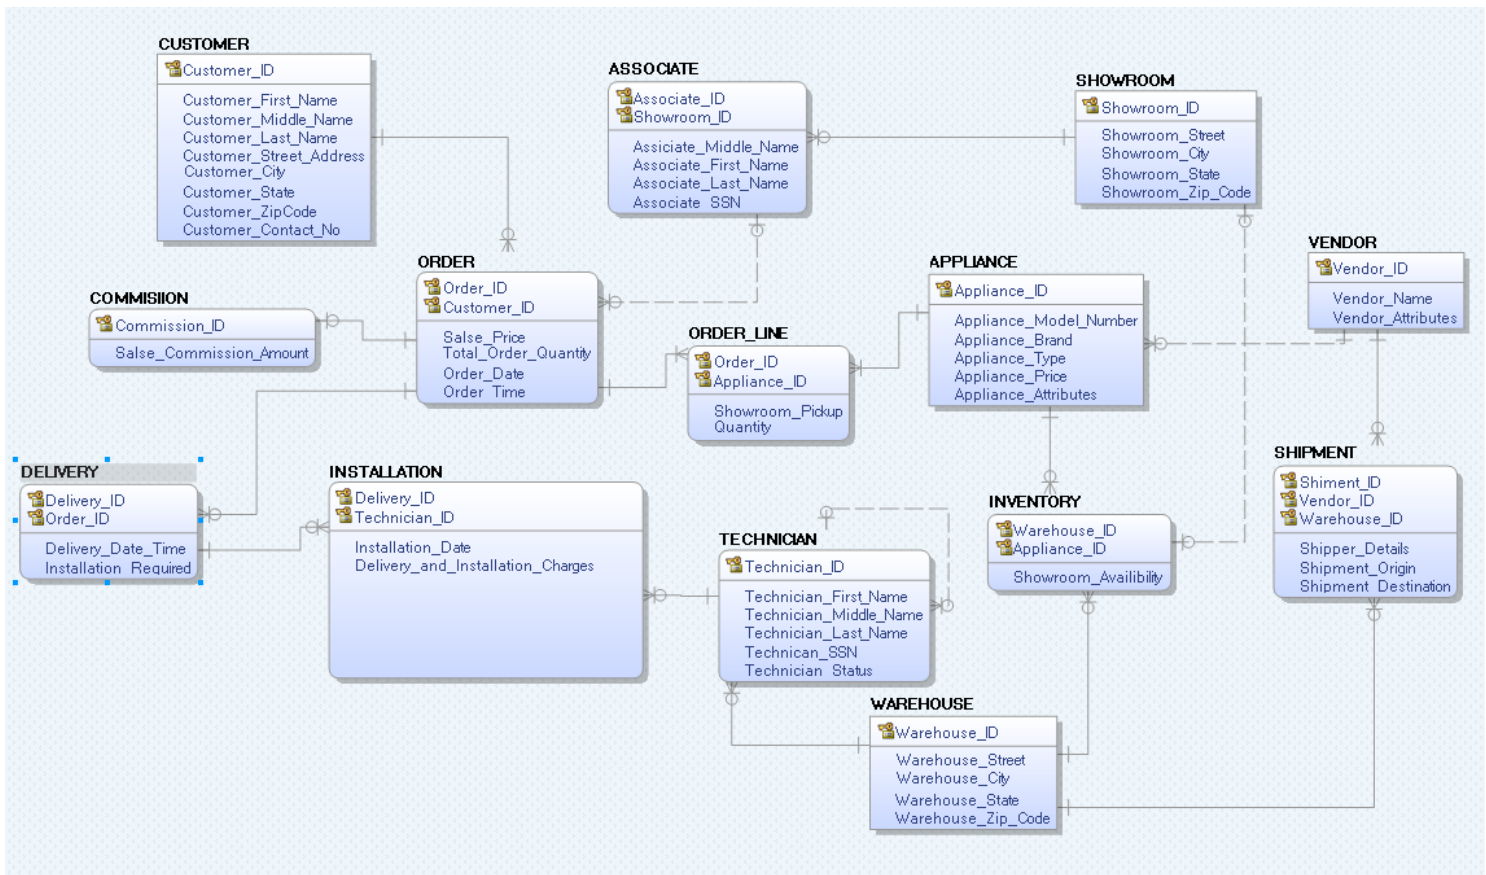 CUSTOMER
Customer_ID
Customer_First_Name
Customer_Middle_Name
Customer_Last_Name
Customer_Street_Address
Customer_City
Customer_State
Customer_ZipCode
Customer_Contact_No
ASSOCIATE
Associate_ID
Showroom_ID
Assiciate_Middle_Name
Associate_First_Name
Associate_Last_Name
Associate_SSN
SHOWROOM
Showroom_ID
Showroom_Street
Showroom_City
Showroom_State
Showroom_Zip_Code
VENDOR
Vendor_ID
Vendor_Name
Vendor_Attributes
ORDER
Order_ID
Customer_ID
Salse_Price
Total_Order_Quantity
Order_Date
Order_Time
APPLIANCE
Appliance_ID
Appliance_Model_Number
Appliance_Brand
Appliance_Type
Appliance_Price
Appliance_Attributes
COMMISIION
Commission_ID
Salse_Commission_Amount
ORDER_LINE
Order_ID
Appliance_ID
Showroom_Pickup
Quantity
DELIVERY
Delivery_ID
Order_ID
Delivery_Date_Time
Installation_Required
INSTALLATION
Delivery_ID
Technician_ID
Installation_Date
Delivery_and_Installation_Charges
TECHNICIAN
Technician_ID
Technician_First_Name
Technician_Middle_Name
Technician_Last_Name
Technican_SSN
Technician_Status
INVENTORY
Warehouse_ID
Appliance_ID
Showroom_Availibility
SHIPMENT
Shiment_ID
Vendor_ID
Warehouse_ID
Shipper_Details
Shipment_Origin
Shipment_Destination
WAREHOUSE
Warehouse_ID
Warehouse_Street
Warehouse_City
Warehouse_State
Warehouse_Zip_Code